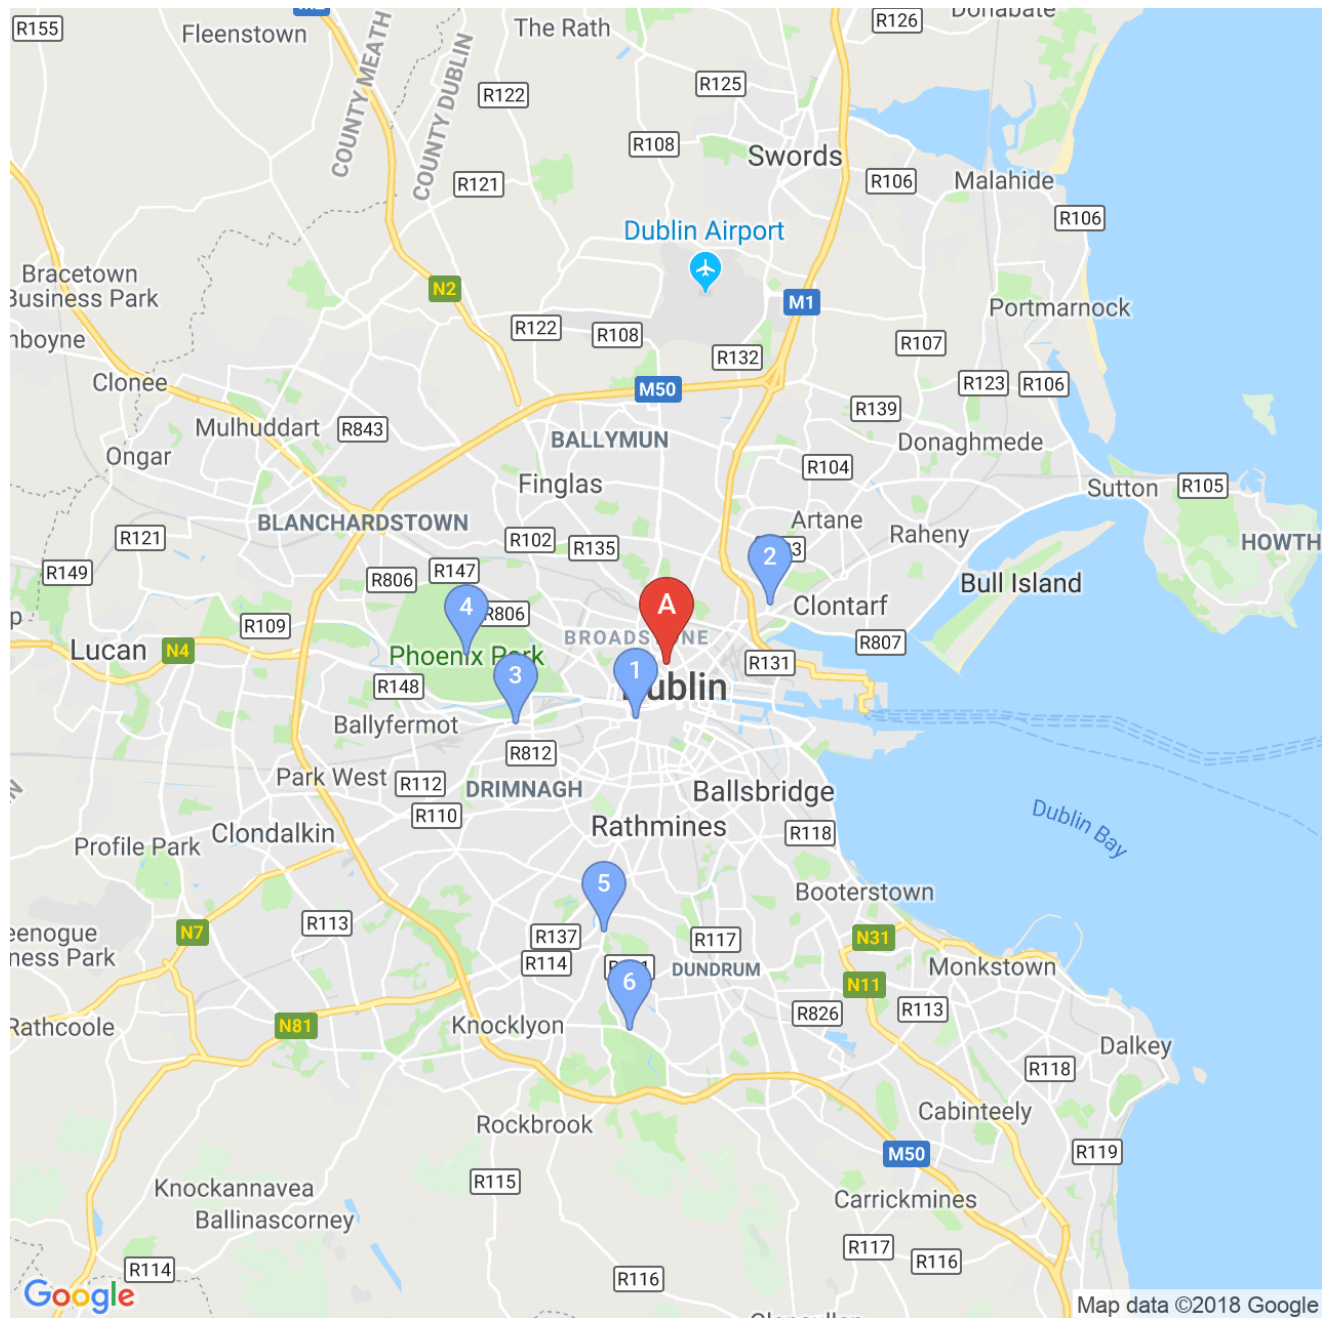 R155
Fleenstown
The Rath
R126
COUNTY MEATH
COUNTY DUBLIN
R125
R122
R108
Swords
R121
R106
Malahide
R106
Dublin Airport
Bracetown
Business Park
N2
M1
Portmarnock
R122
R108
R107
R132
Clonee
M50
R123
R106
R139
Mulhuddart
R843
BALLYMUN
Donaghmede
Ongar
R104
Finglas
Sutton
R105
BLANCHARDSTOWN
Artane
Raheny
R121
R102
R135
HOWTH
2
R149
R806
R147
Bull Island
4
A
Clontarf
R806
R109
BROADSTONE
R807
Lucan
N4
Phoenix Park
R131
3
1
Dublin
R148
Ballyfermot
R812
Park West
R112
DRIMNAGH
Ballsbridge
R110
Rathmines
R118
Dublin Bay
Clondalkin
Profile Park
5
Booterstown
R113
N7
R137
R117
N31
R114
DUNDRUM
Monkstown
6
N11
R113
R826
Rathcoole
N81
Knocklyon
Dalkey
R118
Rockbrook
Cabinteely
M50
R119
R115
Knockannavea
Carrickmines
Ballinascorney
R114
R117
R116
R116
Google
Map data ©2018 Google